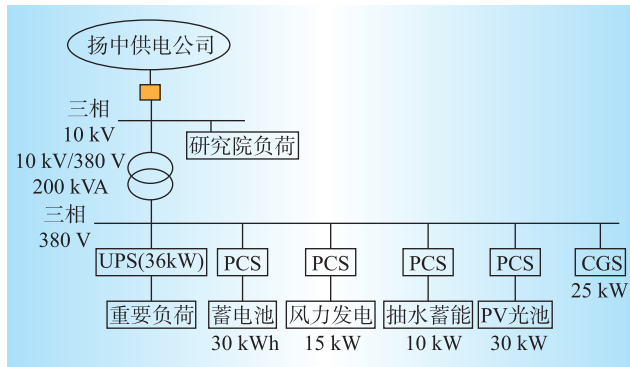 扬中供电公司
三相
10 kV
研究院负荷
10 kV/380 V
200 kVA
三相
380 V
UPS(36kW)
PCS
PCS
PCS
PCS
CGS
25 kW
重要负荷
蓄电池
风力发电
抽水蓄能
PV光池
30 kWh
15 kW
10 kW
30 kW